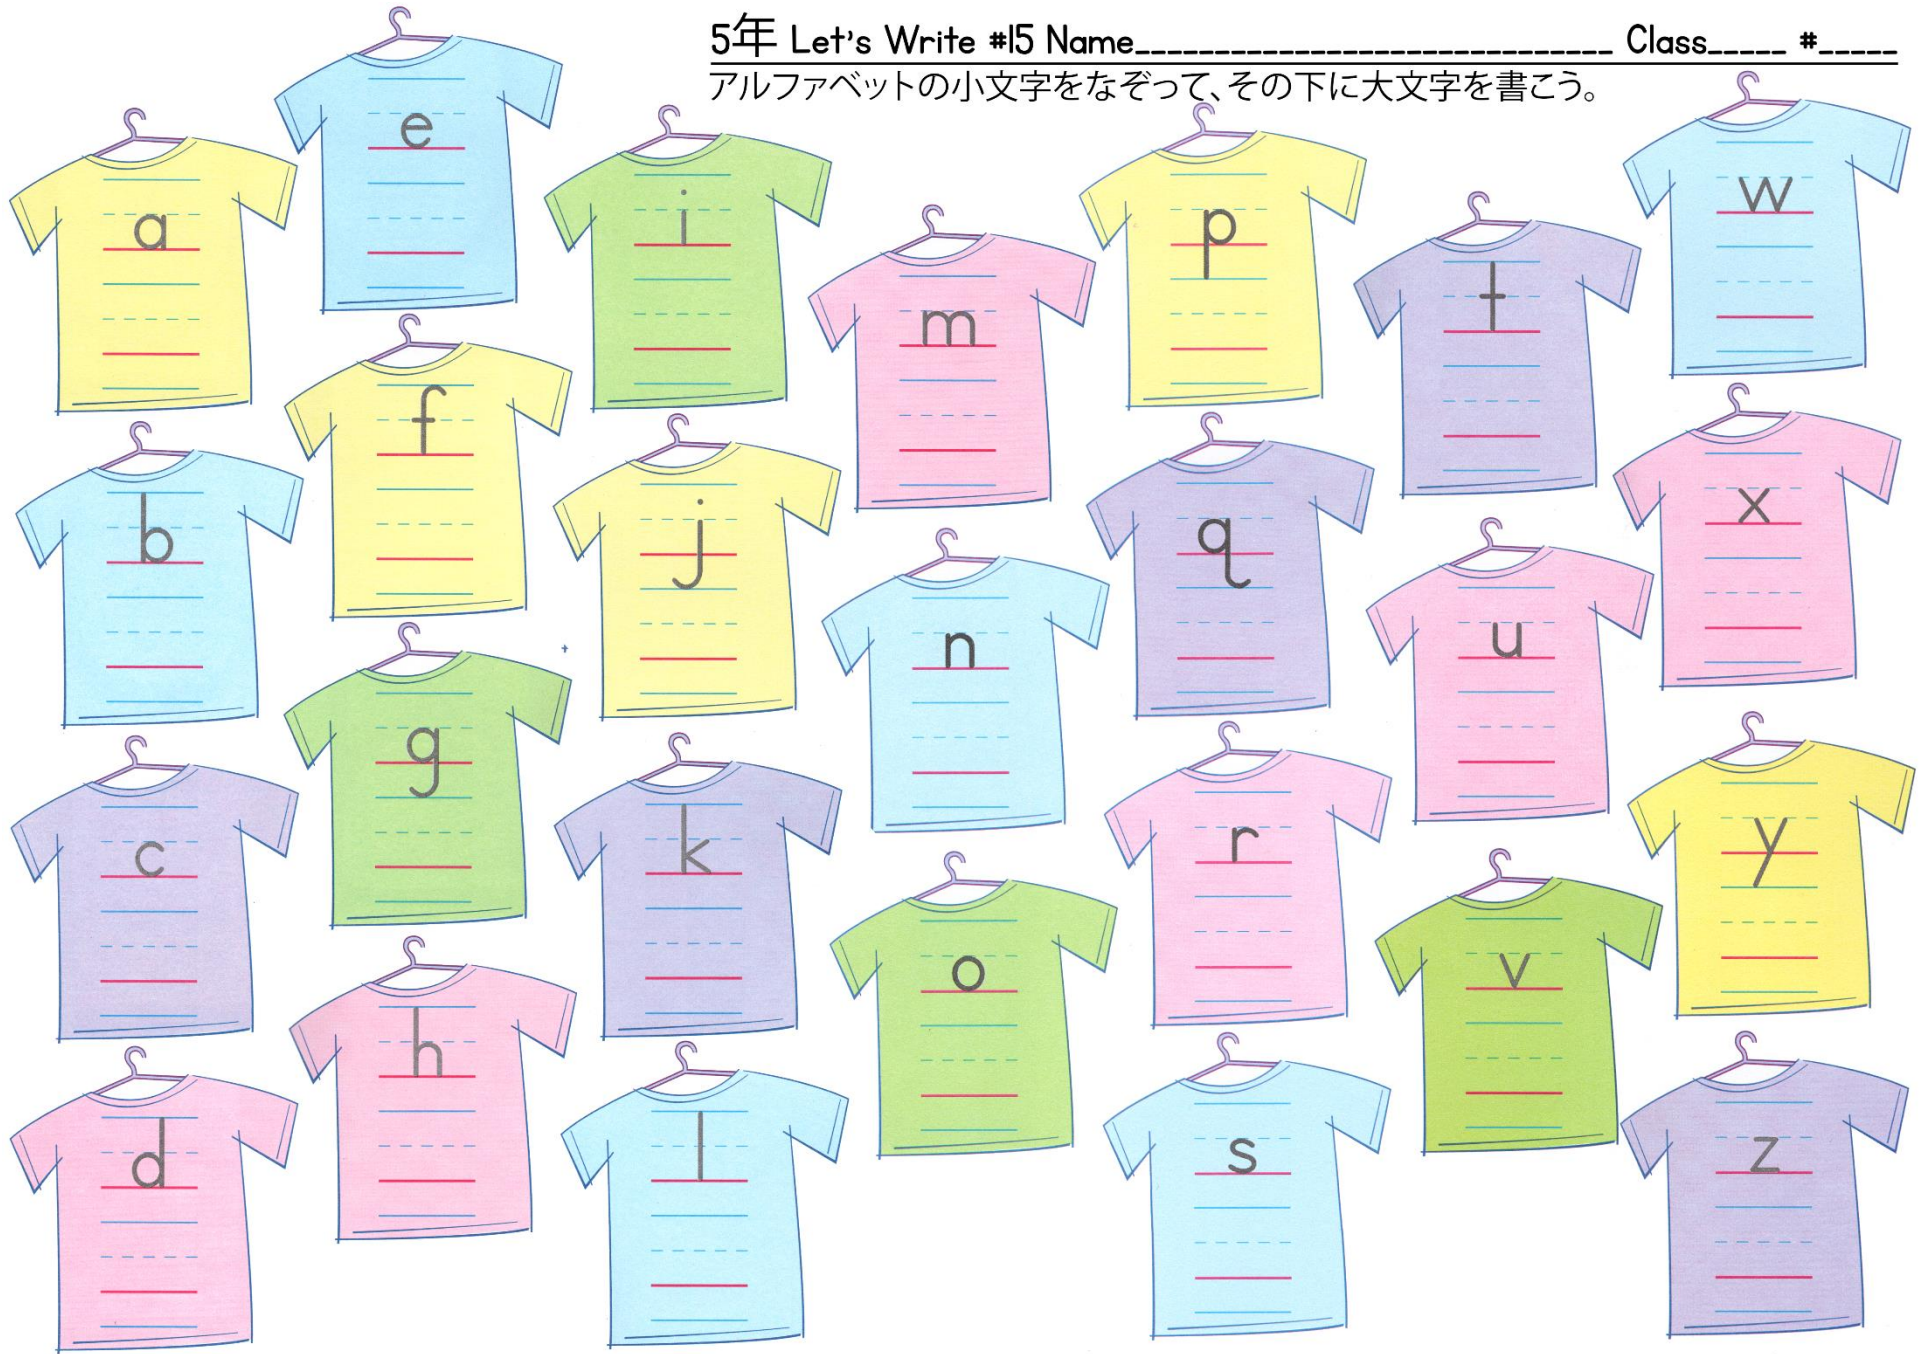 5年 Let's Write #15 Name______________________________ Class_____ #_____
アルファベットの小文字をなぞって、その下に大文字を書こう。
a
b
c
d
e
f
g
h
i
j
k
l
m
n
o
p
q
r
s
t
u
v
w
x
y
z